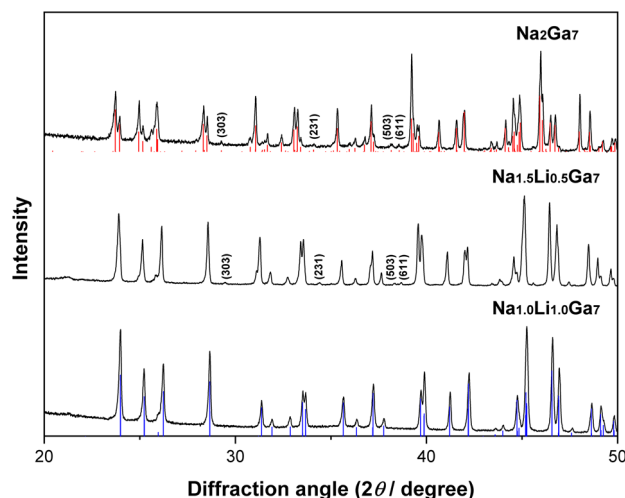 Na2Ga7
(303)
(231)
(503)
(611)
Na1.5Li0.5Ga7
(303)
(231)
(503)
(611)
Na1.0Li1.0Ga7
Intensity
20
30
40
50
Diffraction angle (2θ / degree)